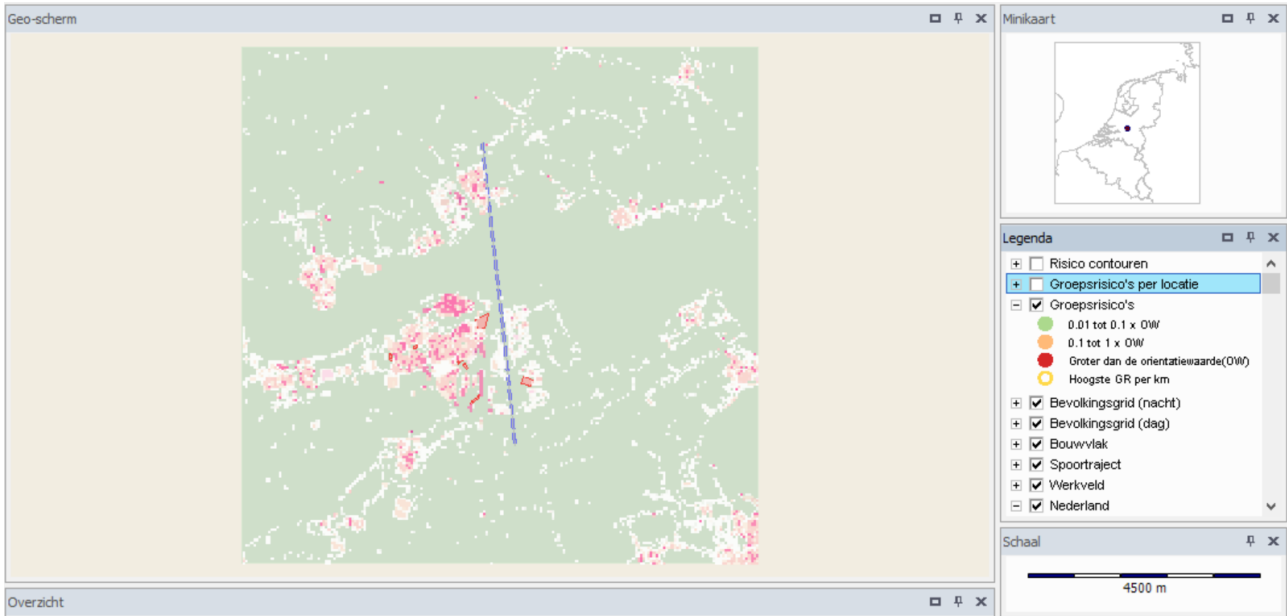 Geo-scherm
Minikaart
Legenda
Risico contouren
Groepsrisico's per locatie
Groepsrisico's
0.01 tot 0.1 x OW
0.1 tot 1 x OW
Groter dan de orientatiewaarde(OW)
Hoogste GR per km
Bevolkingsgrid (nacht)
Bevolkingsgrid (dag)
Bouwvlak
Spoortraject
Werkveld
Nederland
Schaal
4500 m
Overzicht